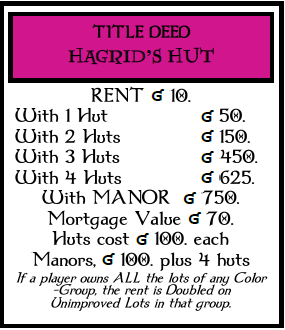 TITLE DEED
HAGRID'S HUT
RENT ɠ 10.
With 1 Hut ɠ 50.
With 2 Huts ɠ 150.
With 3 Huts ɠ 450.
With 4 Huts ɠ 625.
With MANOR ɠ 750.
Mortgage Value ɠ 70.
Huts cost ɠ 100. each
Manors, ɠ 100. plus 4 huts
If a player owns ALL the lots of any Color
-Group, the rent is Doubled on
Unimproved Lots in that group.